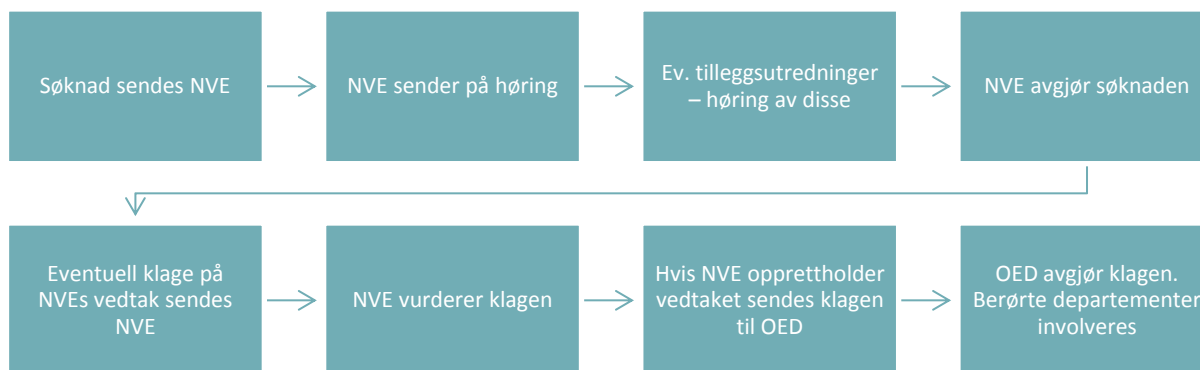 Søknad sendes NVE
NVE sender på høring
Ev. tilleggsutredninger
– høring av disse
NVE avgjør søknaden
Eventuell klage på
NVEs vedtak sendes
NVE
NVE vurderer klagen
Hvis NVE opprettholder
vedtaket sendes klagen
til OED
OED avgjør klagen.
Berørte departementer
involveres